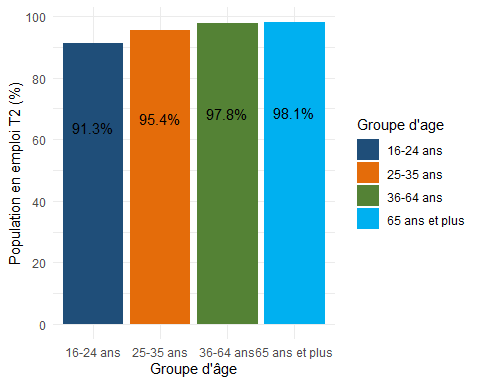 100
80
60
40
20
0
Population en emploi T2 (%)
91.3%
95.4%
97.8%
98.1%
16-24 ans
25-35 ans
36-64 ans
65 ans et plus
Groupe d'âge
Groupe d'age
16-24 ans
25-35 ans
36-64 ans
65 ans et plus